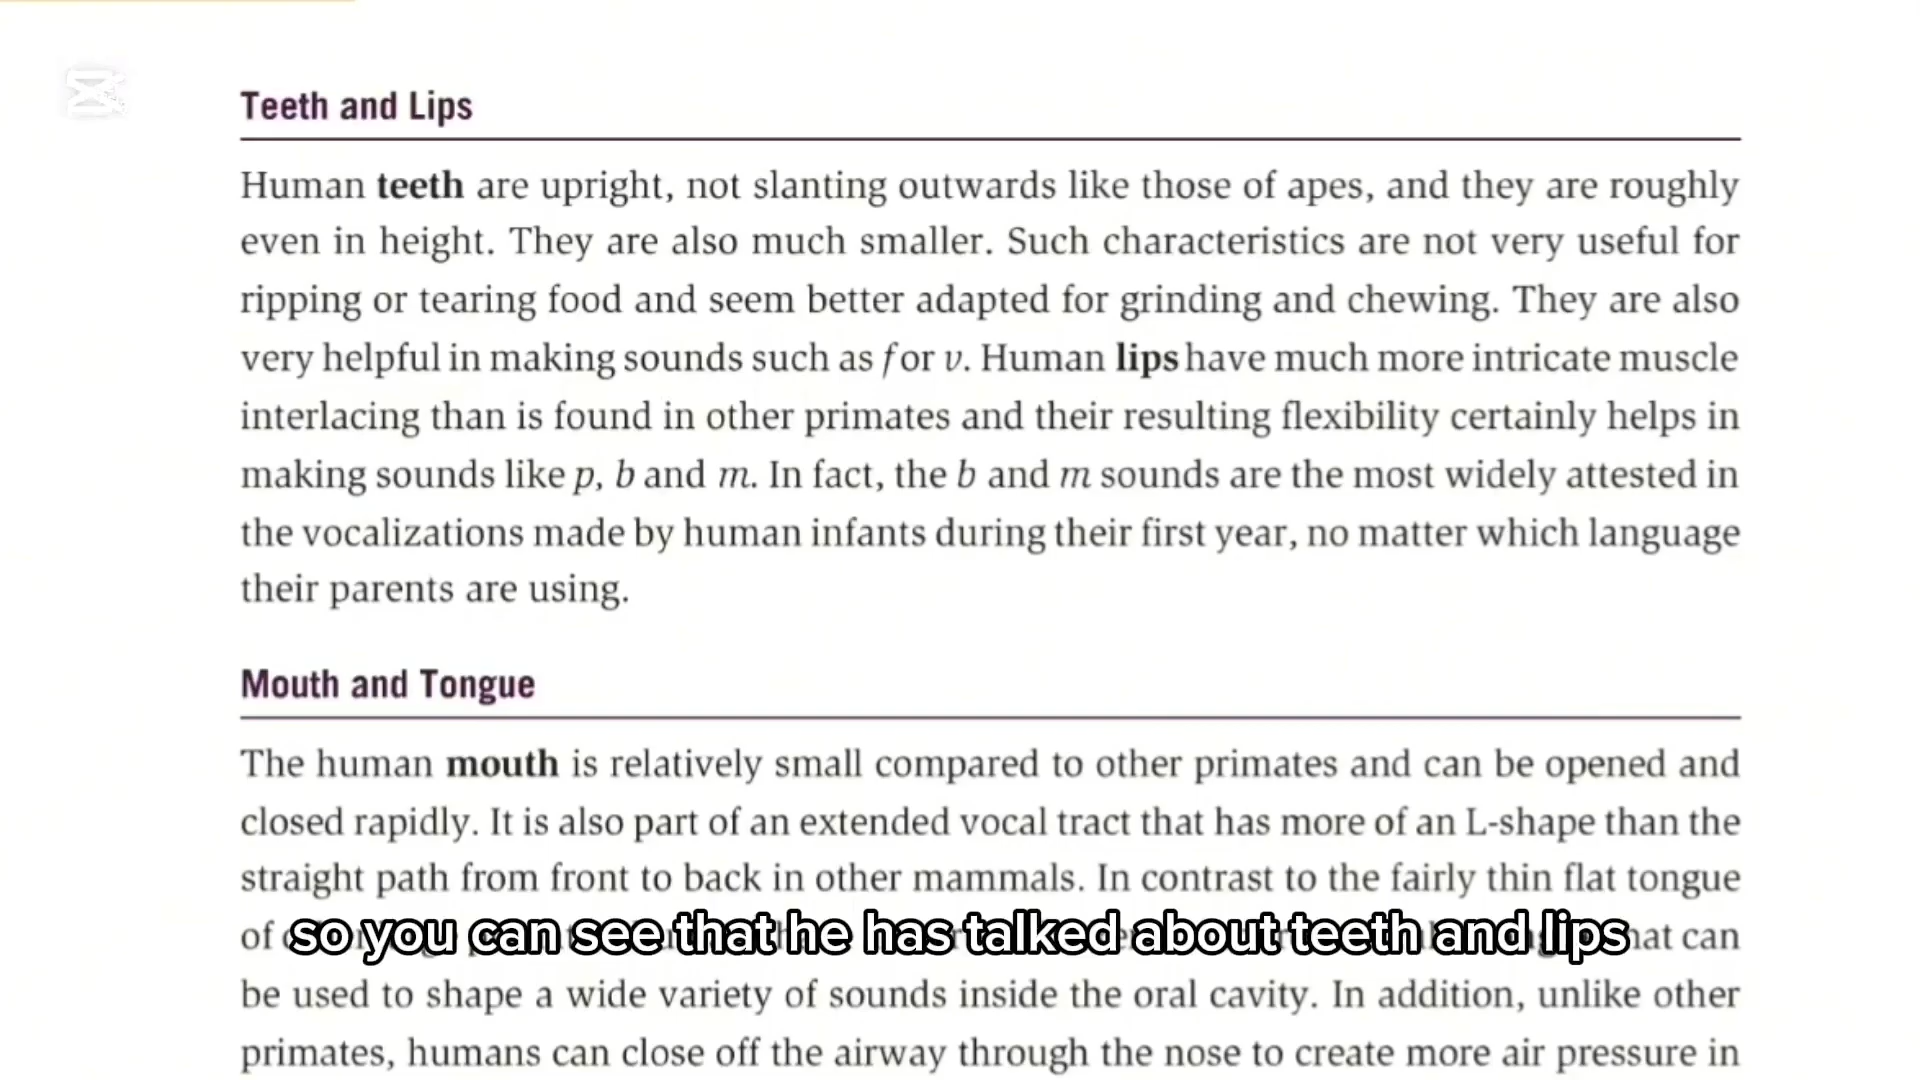 Teeth and Lips
Human teeth are upright, not slanting outwards like those of apes, and they are roughly
even in height. They are also much smaller. Such characteristics are not very useful for
ripping or tearing food and seem better adapted for grinding and chewing. They are also
very helpful in making sounds such as f or v. Human lips have much more intricate muscle
interlacing than is found in other primates and their resulting flexibility certainly helps in
making sounds like p, b and m. In fact, the b and m sounds are the most widely attested in
the vocalizations made by human infants during their first year, no matter which language
their parents are using.
Mouth and Tongue
The human mouth is relatively small compared to other primates and can be opened and
closed rapidly. It is also part of an extended vocal tract that has more of an L-shape than the
straight path from front to back in other mammals. In contrast to the fairly thin flat tongue
of can
so you can see that he has talked about teeth and lips
be used to shape a wide variety of sounds inside the oral cavity. In addition, unlike other
primates, humans can close off the airway through the nose to create more air pressure in